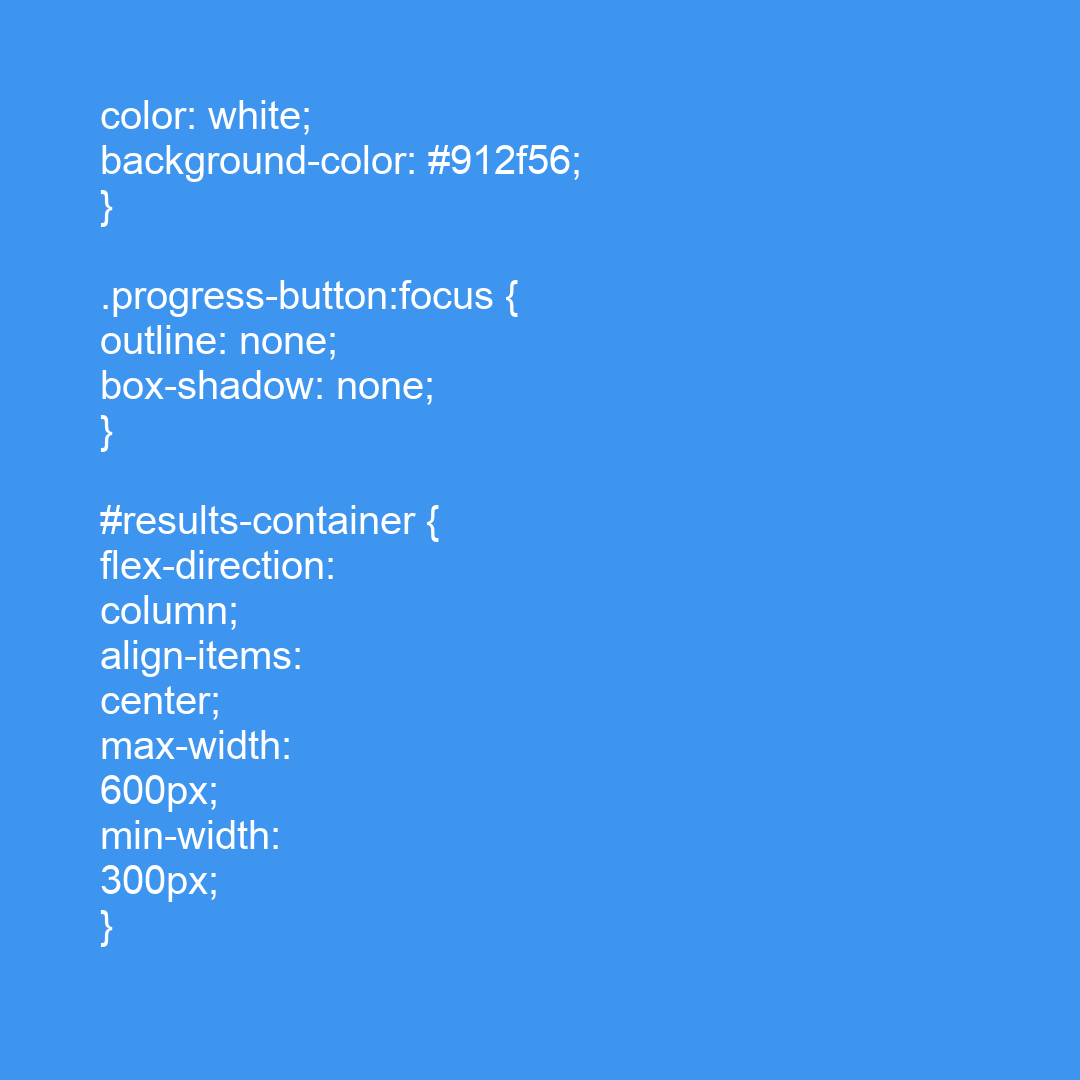 color: white;
background-color: #912f56;
}

.progress-button:focus {
outline: none;
box-shadow: none;
}

#results-container {
flex-direction:
column;
align-items:
center;
max-width:
600px;
min-width:
300px;
}